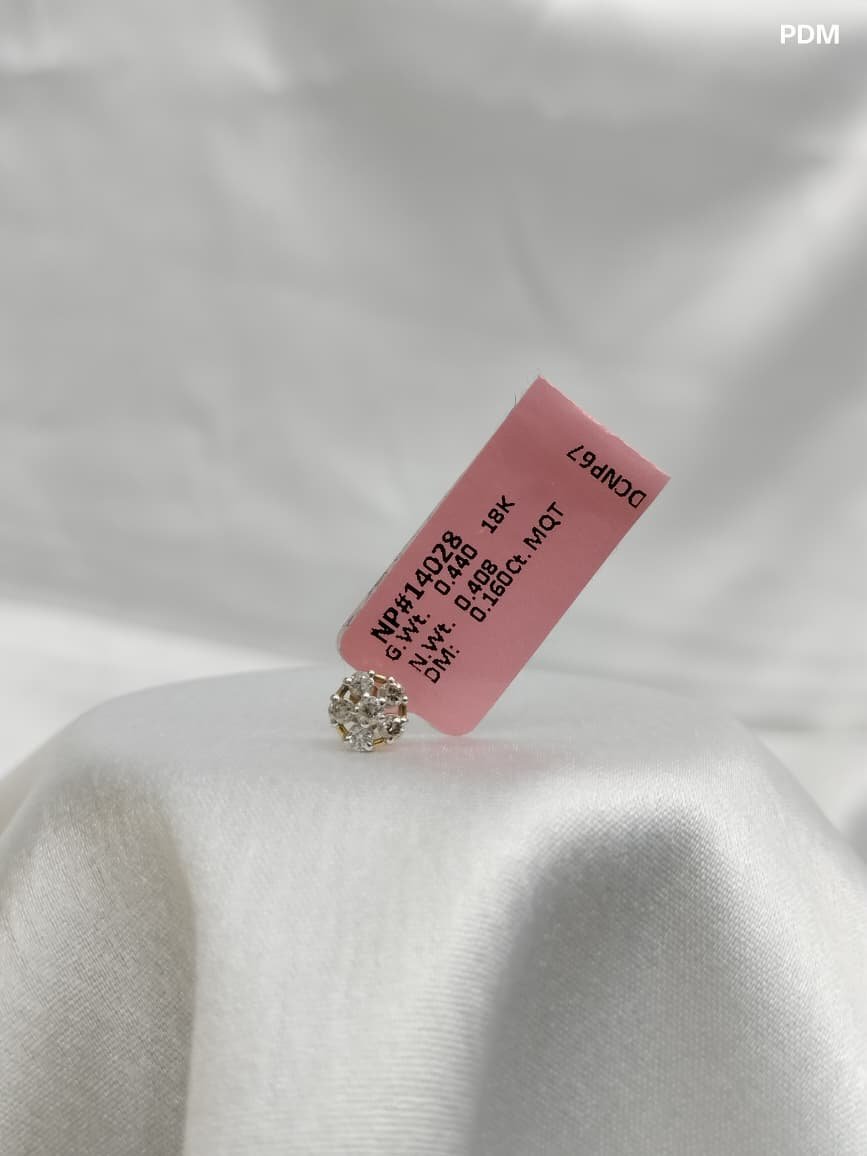 PDM
NP#14028
G.Wt. 0.440 18K
N.Wt. 0.408
DM: 0.160Ct. MQT
DCNP67